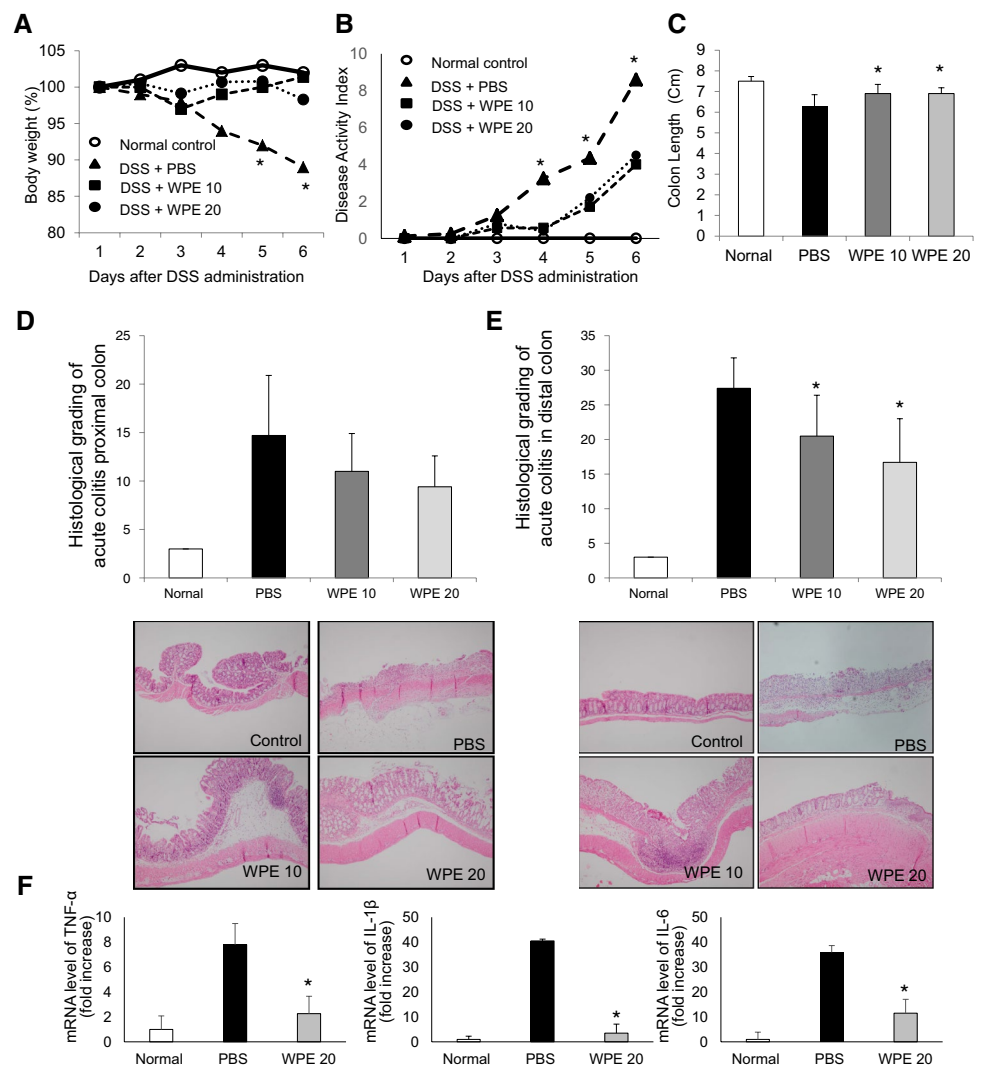 A
105
100
95
90
85
80
Body weight (%)
Normal control
DSS + PBS
DSS + WPE 10
DSS + WPE 20
*
*
1 2 3 4 5 6
Days after DSS administration
B
10
8
6
4
2
0
Disease Activity Index
Normal control
DSS + PBS
DSS + WPE 10
DSS + WPE 20
*
*
*
1 2 3 4 5 6
Days after DSS administration
C
9
8
7
6
5
4
3
2
1
0
Colon Length (Cm)
* *
Nornal PBS WPE 10 WPE 20
D
25
20
15
10
5
0
Histological grading of
acute colitis proximal colon
Nornal PBS WPE 10 WPE 20
Control
PBS
WPE 10
WPE 20
E
35
30
25
20
15
10
5
0
Histological grading of
acute colitis in distal colon
*
*
Nornal PBS WPE 10 WPE 20
Control
PBS
WPE 10
WPE 20
F
10
8
6
4
2
0
mRNA level of TNF-α
(fold increase)
*
Normal PBS WPE 20
50
40
30
20
10
0
mRNA level of IL-1β
(fold increase)
*
Normal PBS WPE 20
50
40
30
20
10
0
mRNA level of IL-6
(fold increase)
*
Normal PBS WPE 20